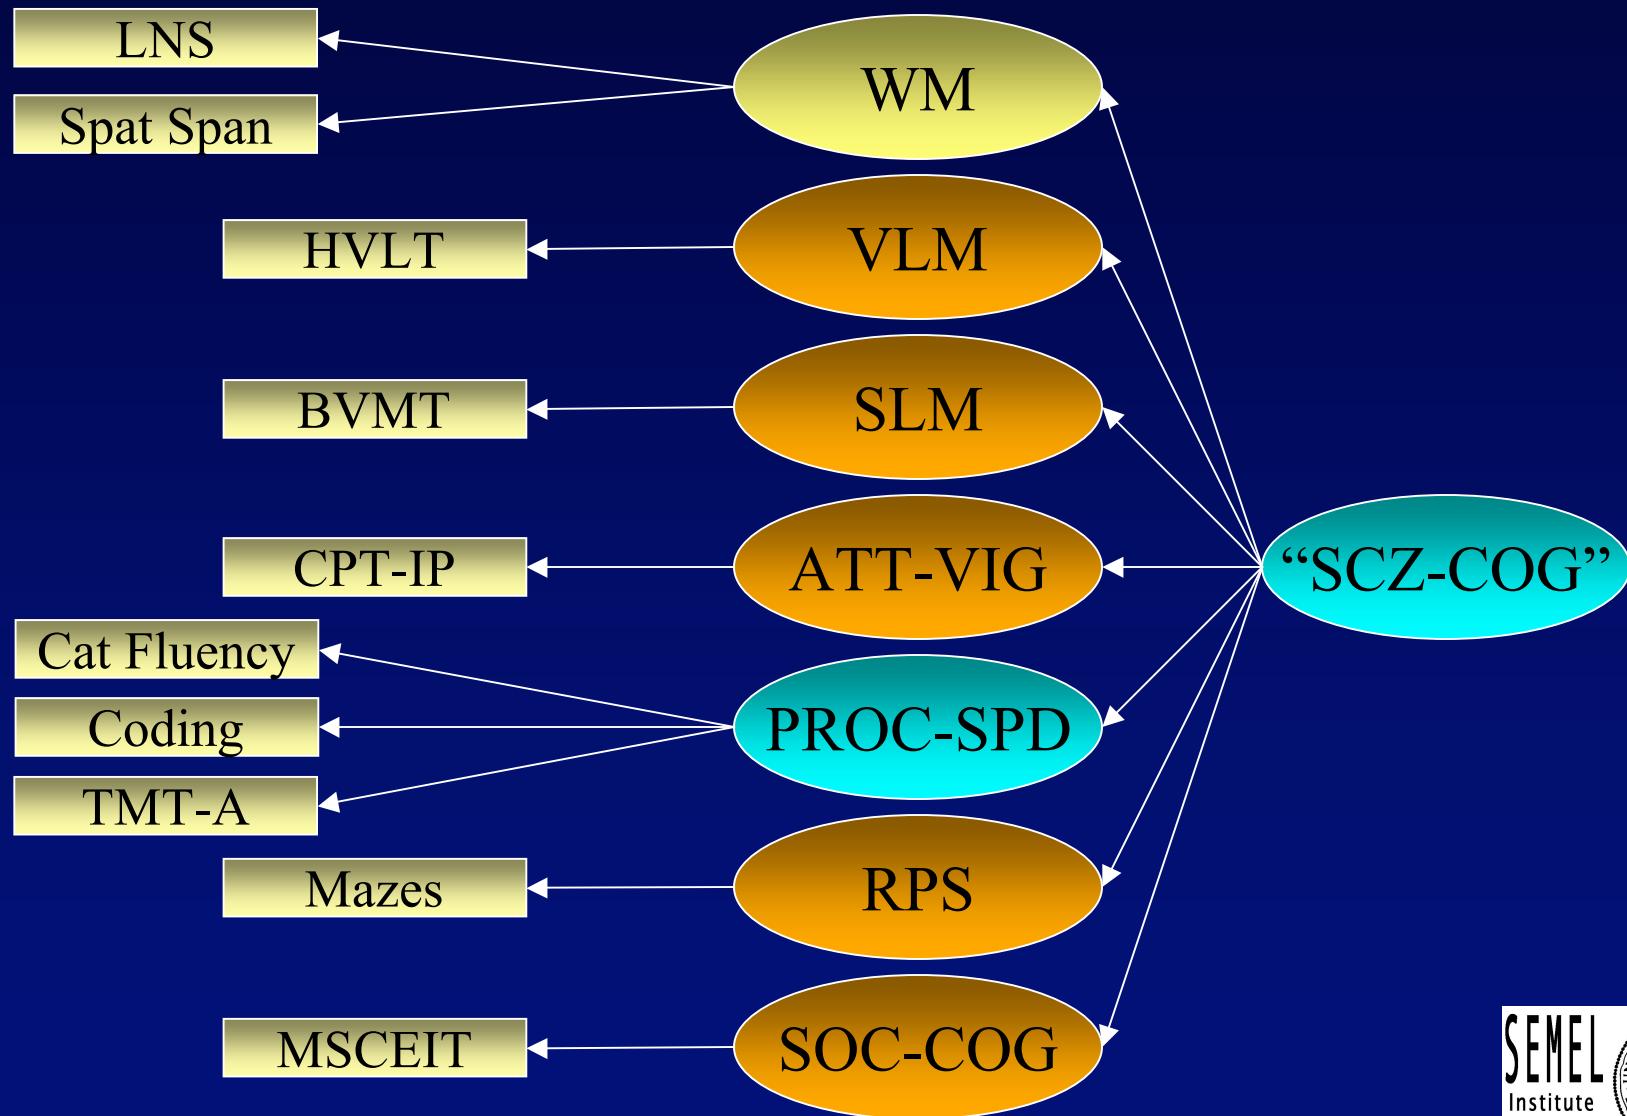 LNS
WM
Spat Span
HVLT
VLM
BVMT
SLM
CPT-IP
ATT-VIG
“SCZ-COG”
Cat Fluency
Coding
PROC-SPD
TMT-A
Mazes
RPS
MSCEIT
SOC-COG
SEMEL
Institute